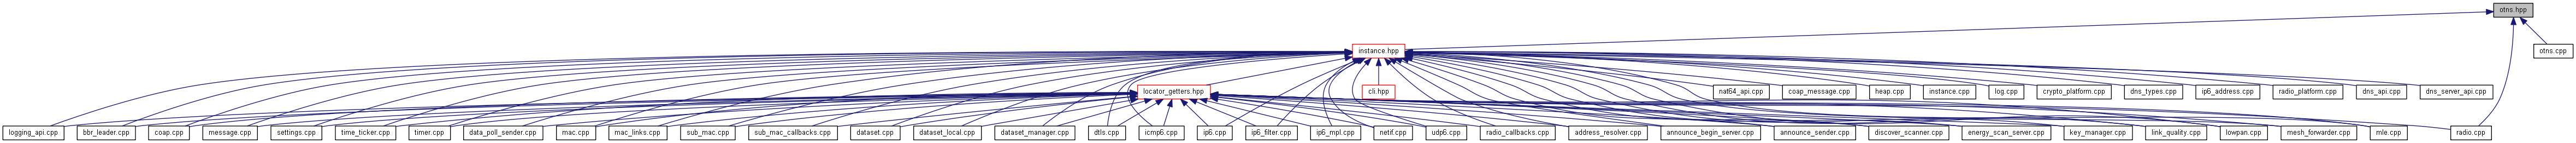 otns.hpp
instance.hpp
otns.cpp
locator_getters.hpp
cli.hpp
nat64_api.cpp
coap_message.cpp
heap.cpp
instance.cpp
log.cpp
crypto_platform.cpp
dns_types.cpp
ip6_address.cpp
radio_platform.cpp
dns_api.cpp
dns_server_api.cpp
logging_api.cpp
bbr_leader.cpp
coap.cpp
message.cpp
settings.cpp
time_ticker.cpp
timer.cpp
data_poll_sender.cpp
mac.cpp
mac_links.cpp
sub_mac.cpp
sub_mac_callbacks.cpp
dataset.cpp
dataset_local.cpp
dataset_manager.cpp
dtls.cpp
icmp6.cpp
ip6.cpp
ip6_filter.cpp
ip6_mpl.cpp
netif.cpp
udp6.cpp
radio_callbacks.cpp
address_resolver.cpp
announce_begin_server.cpp
announce_sender.cpp
discover_scanner.cpp
energy_scan_server.cpp
key_manager.cpp
link_quality.cpp
lowpan.cpp
mesh_forwarder.cpp
mle.cpp
radio.cpp